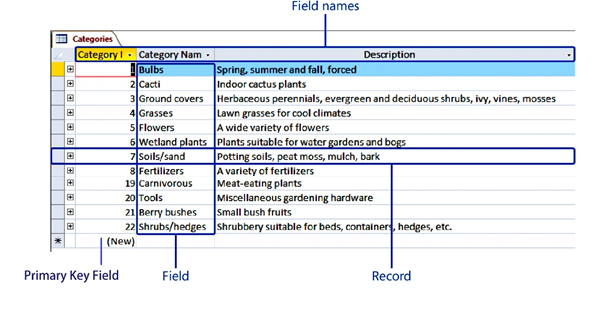 Field names
Categories
Category I Category Nam Description
1 Bulbs Spring, summer and fall, forced
2 Cacti Indoor cactus plants
3 Ground covers Herbaceous perennials, evergreen and deciduous shrubs, ivy, vines, mosses
4 Grasses Lawn grasses for cool climates
5 Flowers A wide variety of flowers
6 Wetland plants Plants suitable for water gardens and bogs
7 Soils/sand Potting soils, peat moss, mulch, bark
8 Fertilizers A variety of fertilizers
19 Carnivorous Meat-eating plants
20 Tools Miscellaneous gardening hardware
21 Berry bushes Small bush fruits
22 Shrubs/hedges Shrubbery suitable for beds, containers, hedges, etc.
* (New)
Primary Key Field Field Record